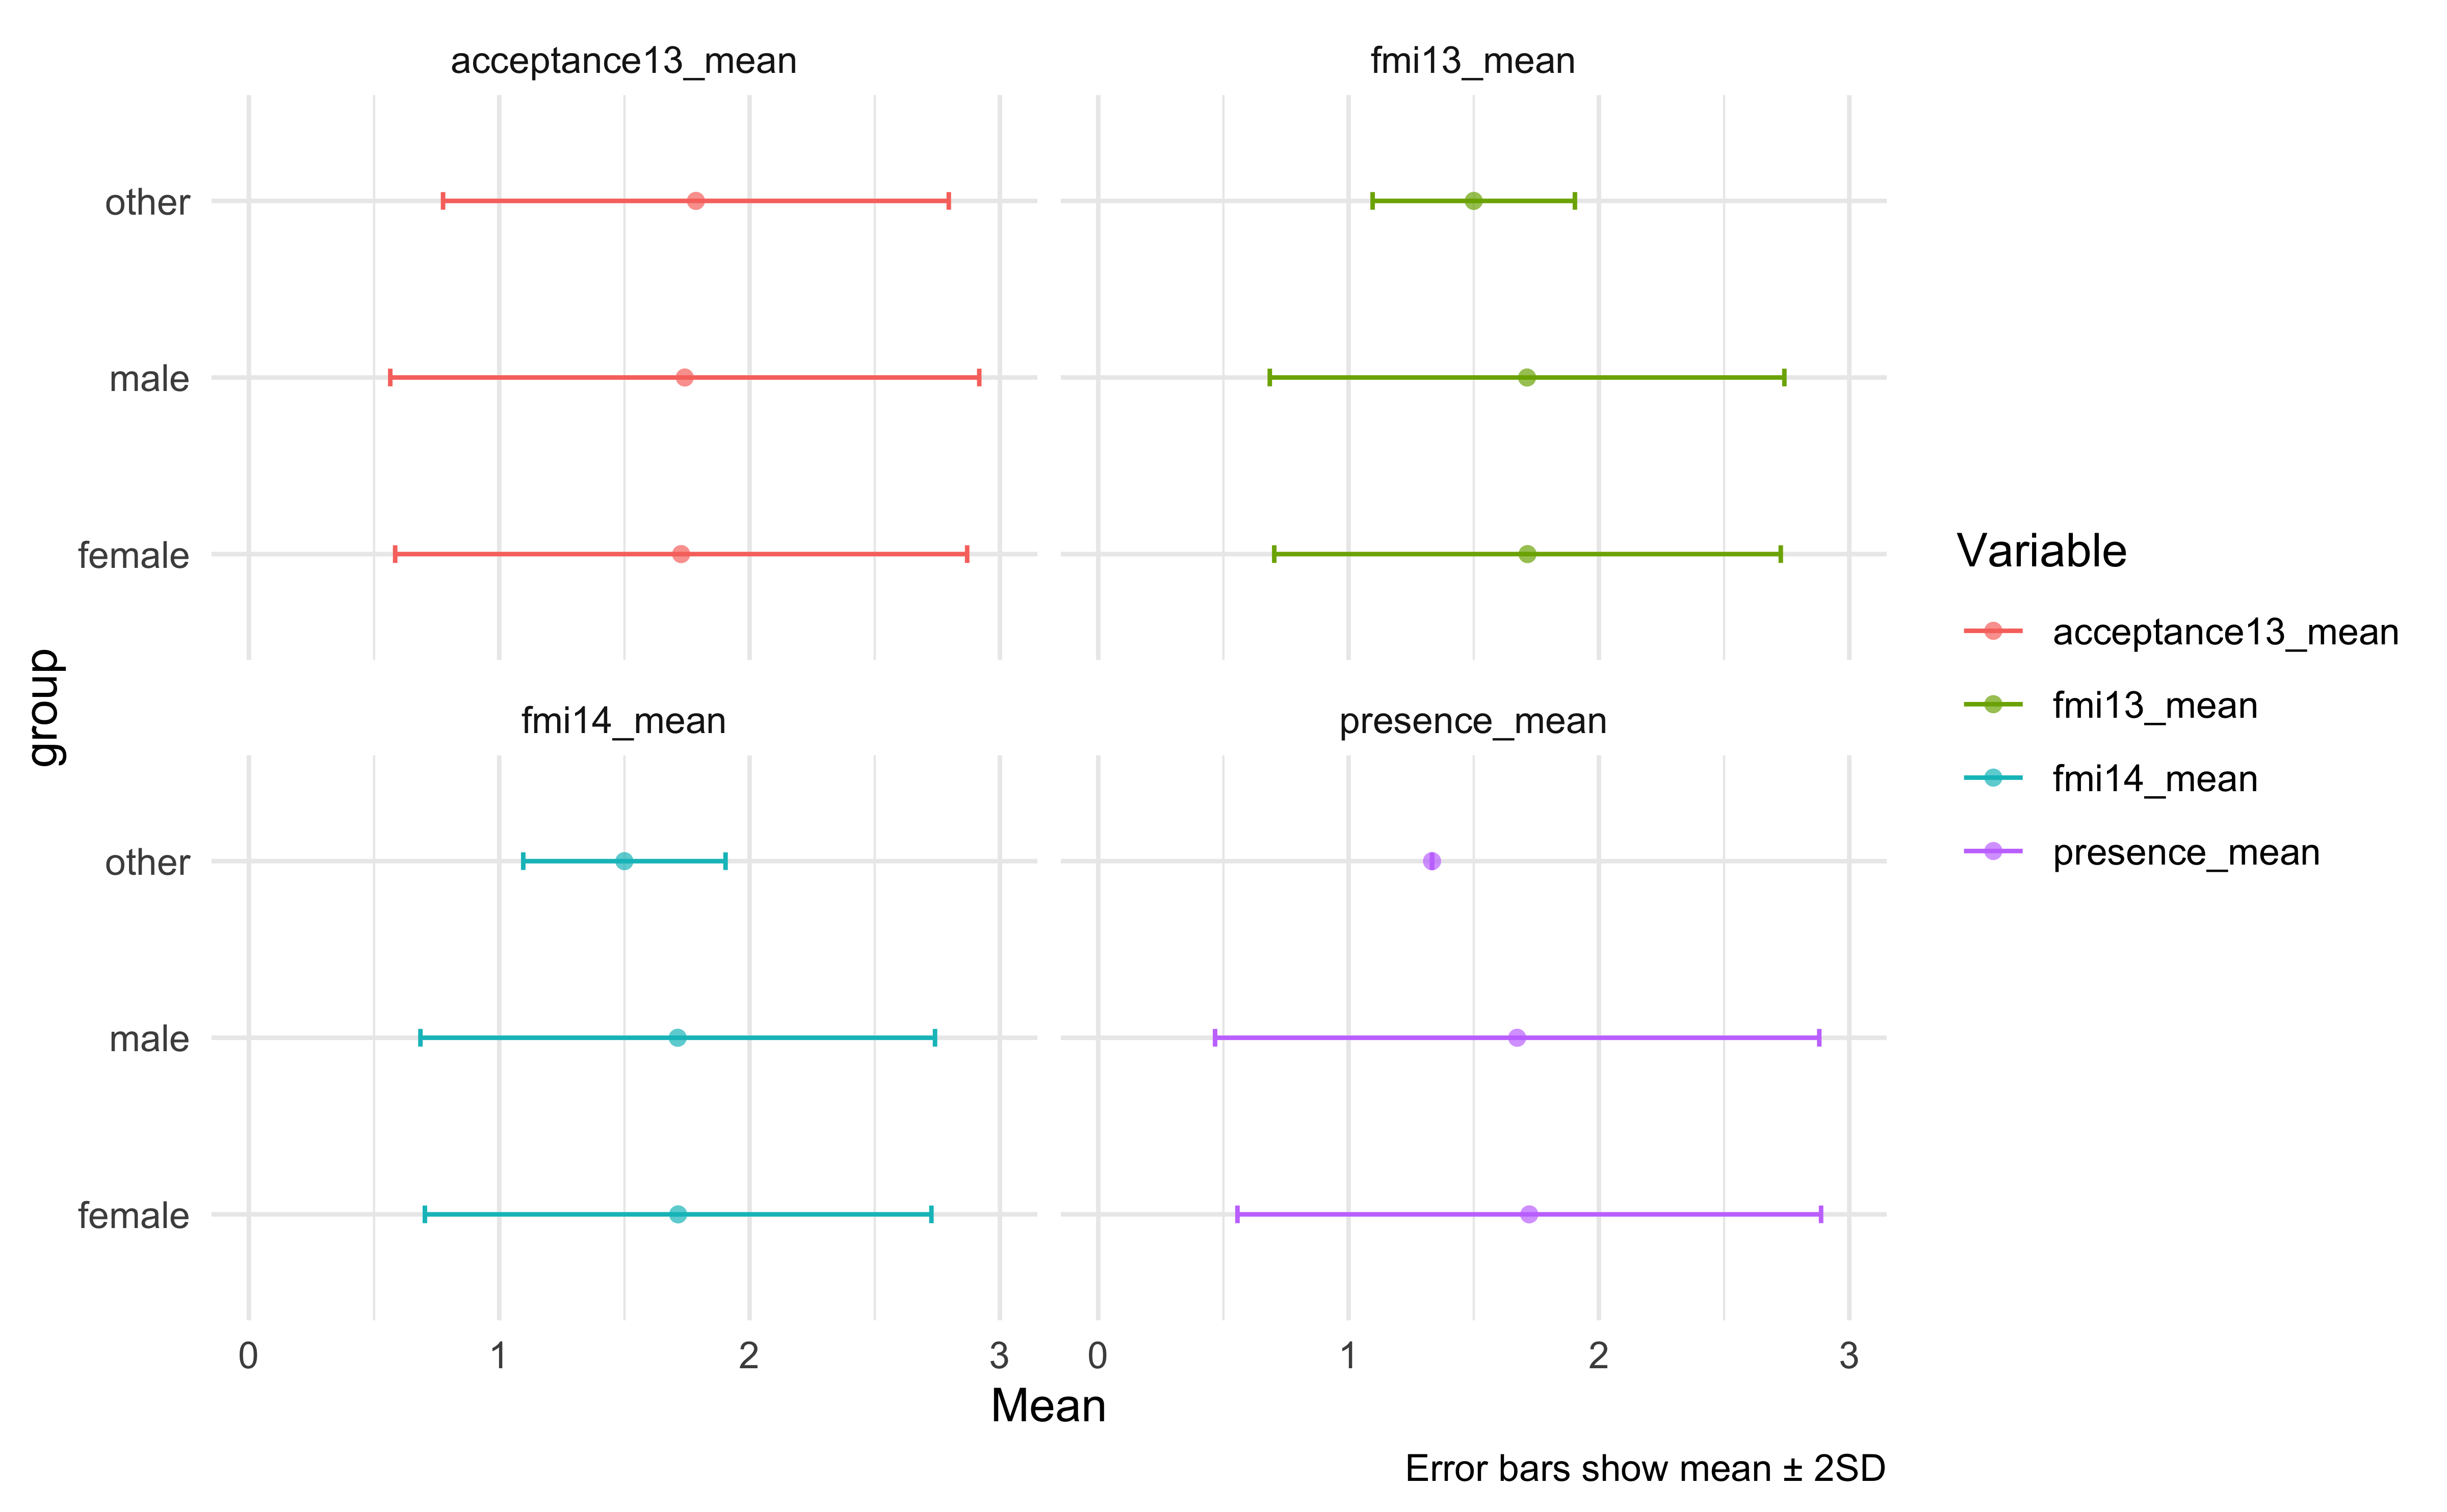 acceptance13_mean
fmi13_mean
other
male
female
fmi14_mean
presence_mean
other
male
female
group
0 1 2 3 0 1 2 3
Mean
Error bars show mean ± 2SD
Variable
acceptance13_mean
fmi13_mean
fmi14_mean
presence_mean